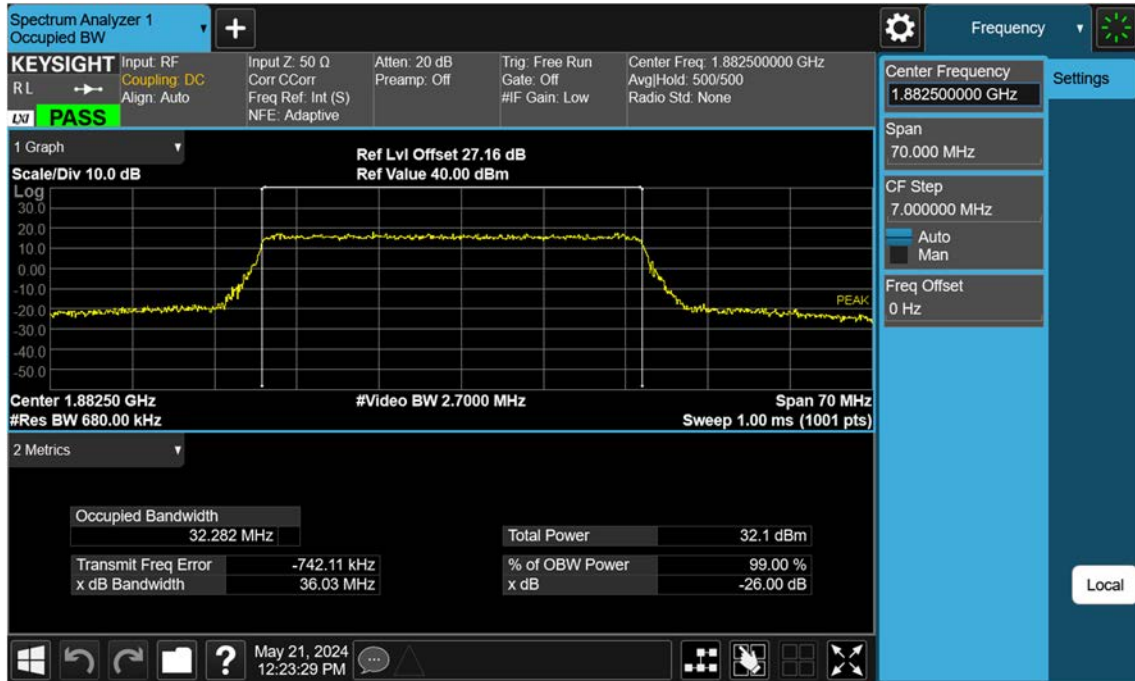 Spectrum Analyzer 1
Occupied BW
Frequency
KEYSIGHT
R L
LXI
PASS
Input: RF
Coupling: DC
Align: Auto
Input Z: 50 Ω
Corr CCorr
Freq Ref: Int (S)
NFE: Adaptive
Atten: 20 dB
Preamp: Off
Trig: Free Run
Gate: Off
#IF Gain: Low
Center Freq: 1.882500000 GHz
Avg|Hold: 500/500
Radio Std: None
Center Frequency
1.882500000 GHz
Settings
Span
70.000 MHz
CF Step
7.000000 MHz
Auto
Man
Freq Offset
0 Hz
Local
1 Graph
Scale/Div 10.0 dB
Ref Lvl Offset 27.16 dB
Ref Value 40.00 dBm
Log
30.0
20.0
10.0
0.00
-10.0
-20.0
-30.0
-40.0
-50.0
PEAK
Center 1.88250 GHz
#Video BW 2.7000 MHz
Span 70 MHz
#Res BW 680.00 kHz
Sweep 1.00 ms (1001 pts)
2 Metrics
Occupied Bandwidth
32.282 MHz
Total Power 32.1 dBm
Transmit Freq Error -742.11 kHz
% of OBW Power 99.00 %
x dB Bandwidth 36.03 MHz
x dB -26.00 dB
?
May 21, 2024
12:23:29 PM